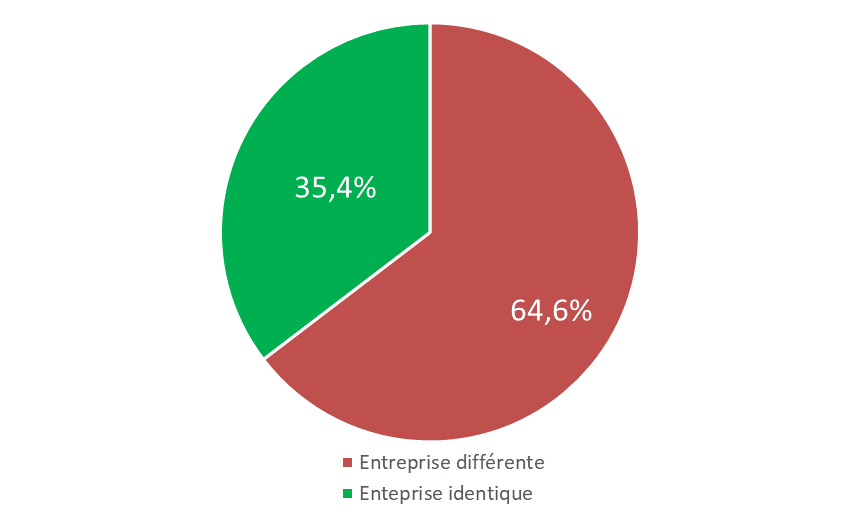 35,4%
64,6%
Entreprise différente
Enteprise identique